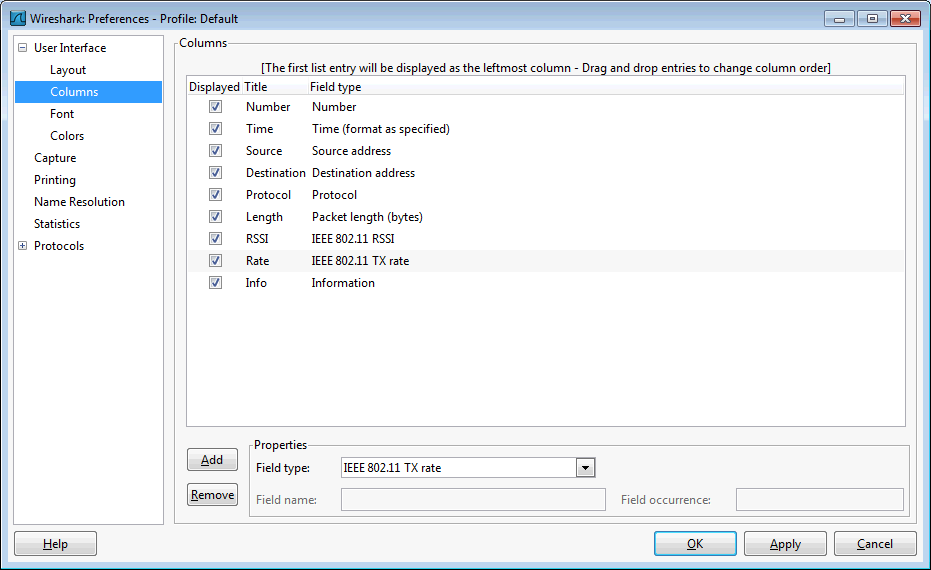 Wireshark: Preferences - Profile: Default
User Interface
Layout
Columns
Font
Colors
Capture
Printing
Name Resolution
Statistics
Protocols
Columns
[The first list entry will be displayed as the leftmost column - Drag and drop entries to change column order]
Displayed Title Field type
Number Number
Time Time (format as specified)
Source Source address
Destination Destination address
Protocol Protocol
Length Packet length (bytes)
RSSI IEEE 802.11 RSSI
Rate IEEE 802.11 TX rate
Info Information
Add
Remove
Properties
Field type: IEEE 802.11 TX rate
Field name: Field occurrence:
Help OK Apply Cancel